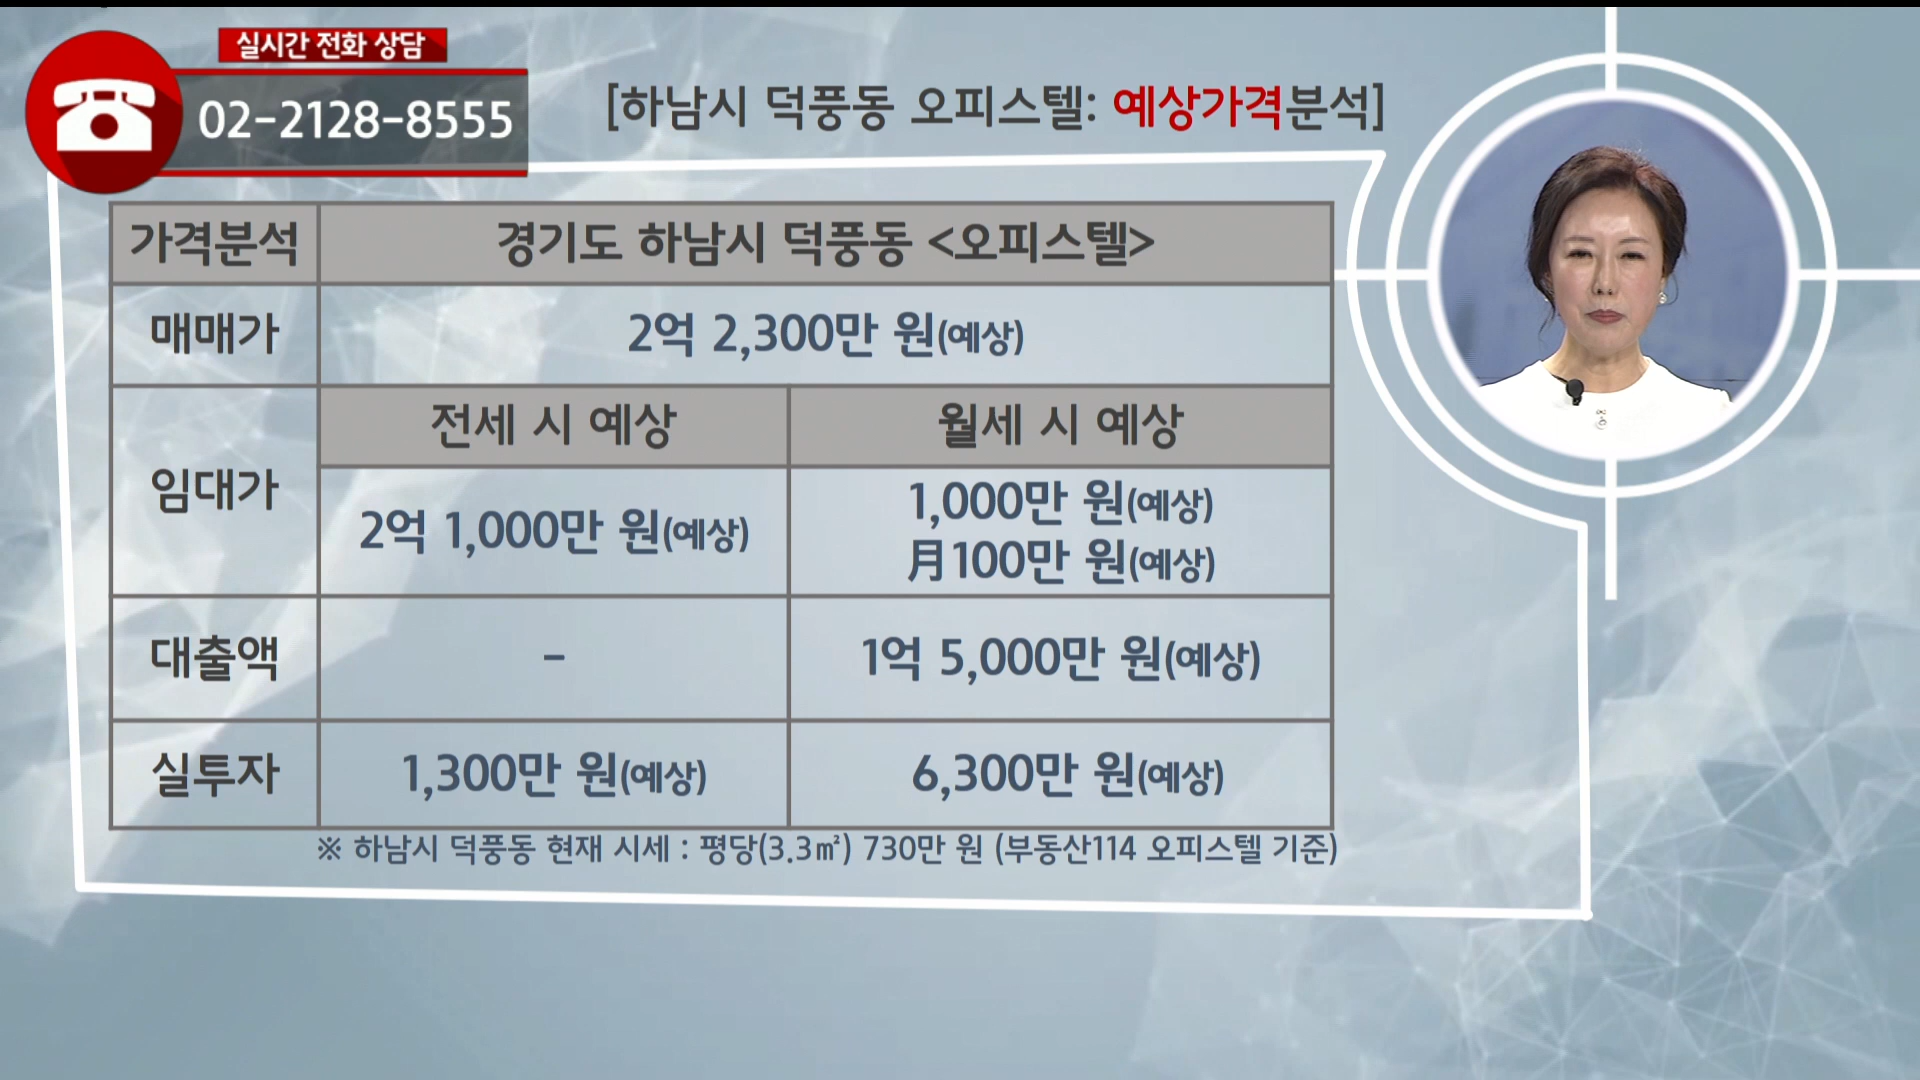 실시간 전화 상담
02-2128-8555
[하남시 덕풍동 오피스텔: 예상가격분석]
가격분석 경기도 하남시 덕풍동 <오피스텔>
매매가 2억 2,300만 원(예상)
임대가
전세 시 예상 월세 시 예상
2억 1,000만 원(예상)
1,000만 원(예상)
月100만 원(예상)
대출액 - 1억 5,000만 원(예상)
실투자 1,300만 원(예상) 6,300만 원(예상)
※ 하남시 덕풍동 현재 시세 : 평당(3.3㎡) 730만 원 (부동산114 오피스텔 기준)